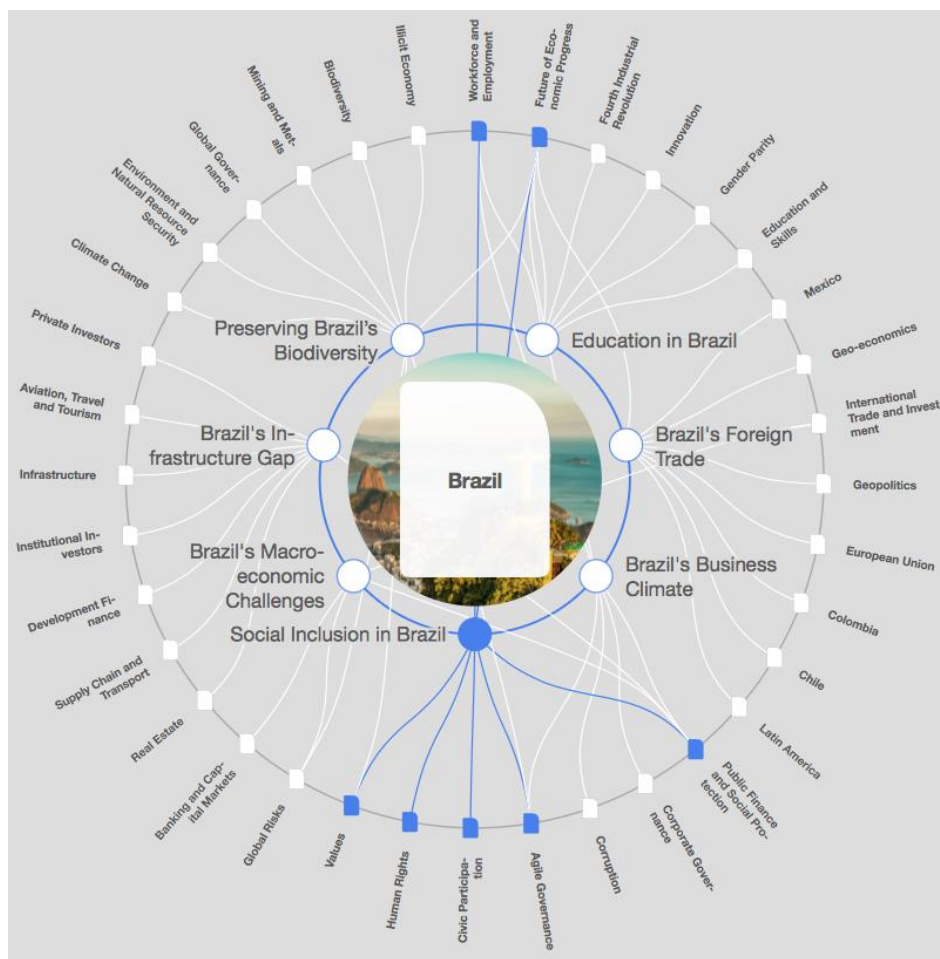 Illicit Economy
Workforce and
Employment
Future of Eco-
nomic Progress
Fourth Industrial
Revolution
Innovation
Gender Parity
Education and
Skills
Mexico
Geo-economics
International
Trade and Invest
ment
Geopolitics
European Union
Colombia
Chile
Latin America
Public Finance
and Social Pro-
tection
Corporate Gover-
nance
Corruption
Agile Governance
Civic Participa-
tion
Human Rights
Values
Global Risks
Banking and Cap-
ital Markets
Real Estate
Supply Chain and
Transport
Development Fi-
nance
Institutional In-
vestors
Infrastructure
Aviation, Travel
and Tourism
Private Investors
Climate Change
Environment and
Natural Resource
Security
Global Gover-
nance
Mining and Met-
als
Biodiversity
Preserving Brazil's
Biodiversity
Education in Brazil
Brazil's In-
frastructure Gap
Brazil's Foreign
Trade
Brazil
Brazil's Macro-
economic
Challenges
Brazil's Business
Climate
Social Inclusion in Brazil